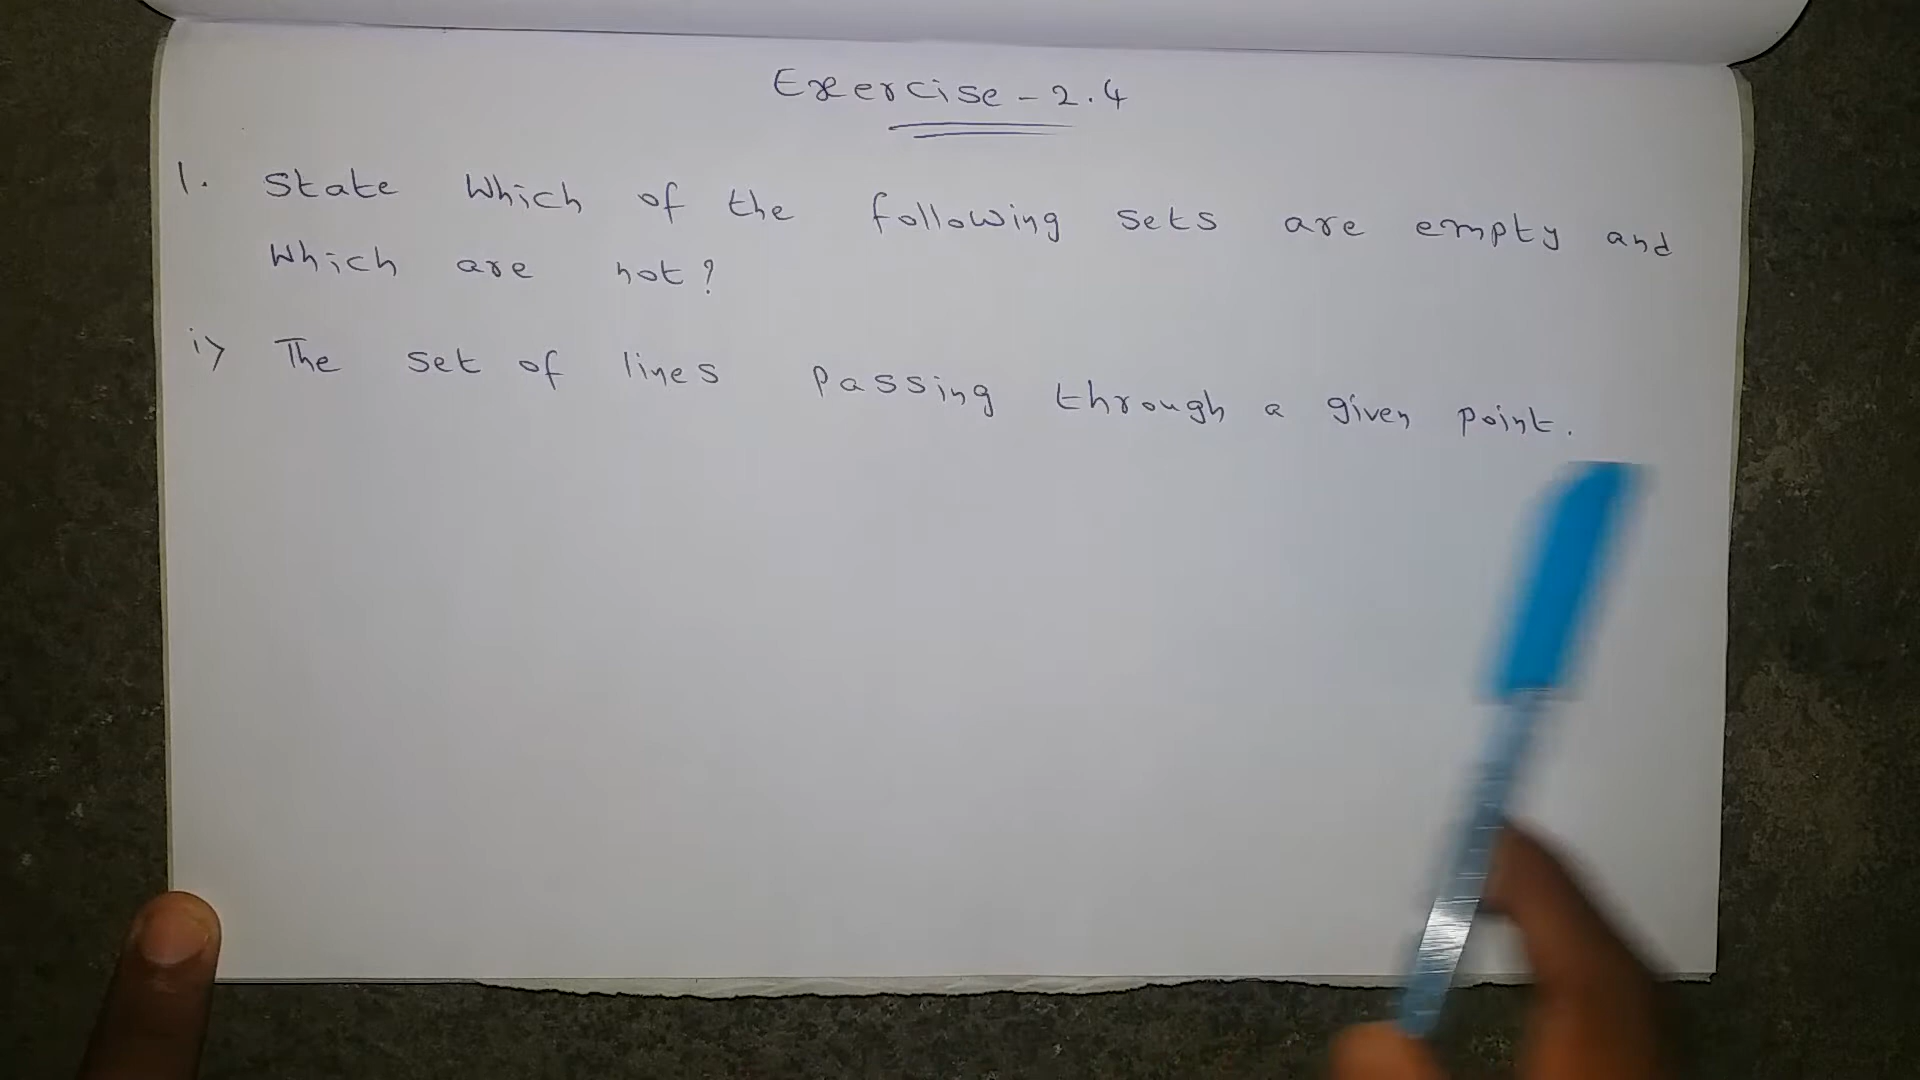 Exercise - 2.4
1. State Which of the following sets are empty and
Which are not?
i) The set of lines passing through a given point.